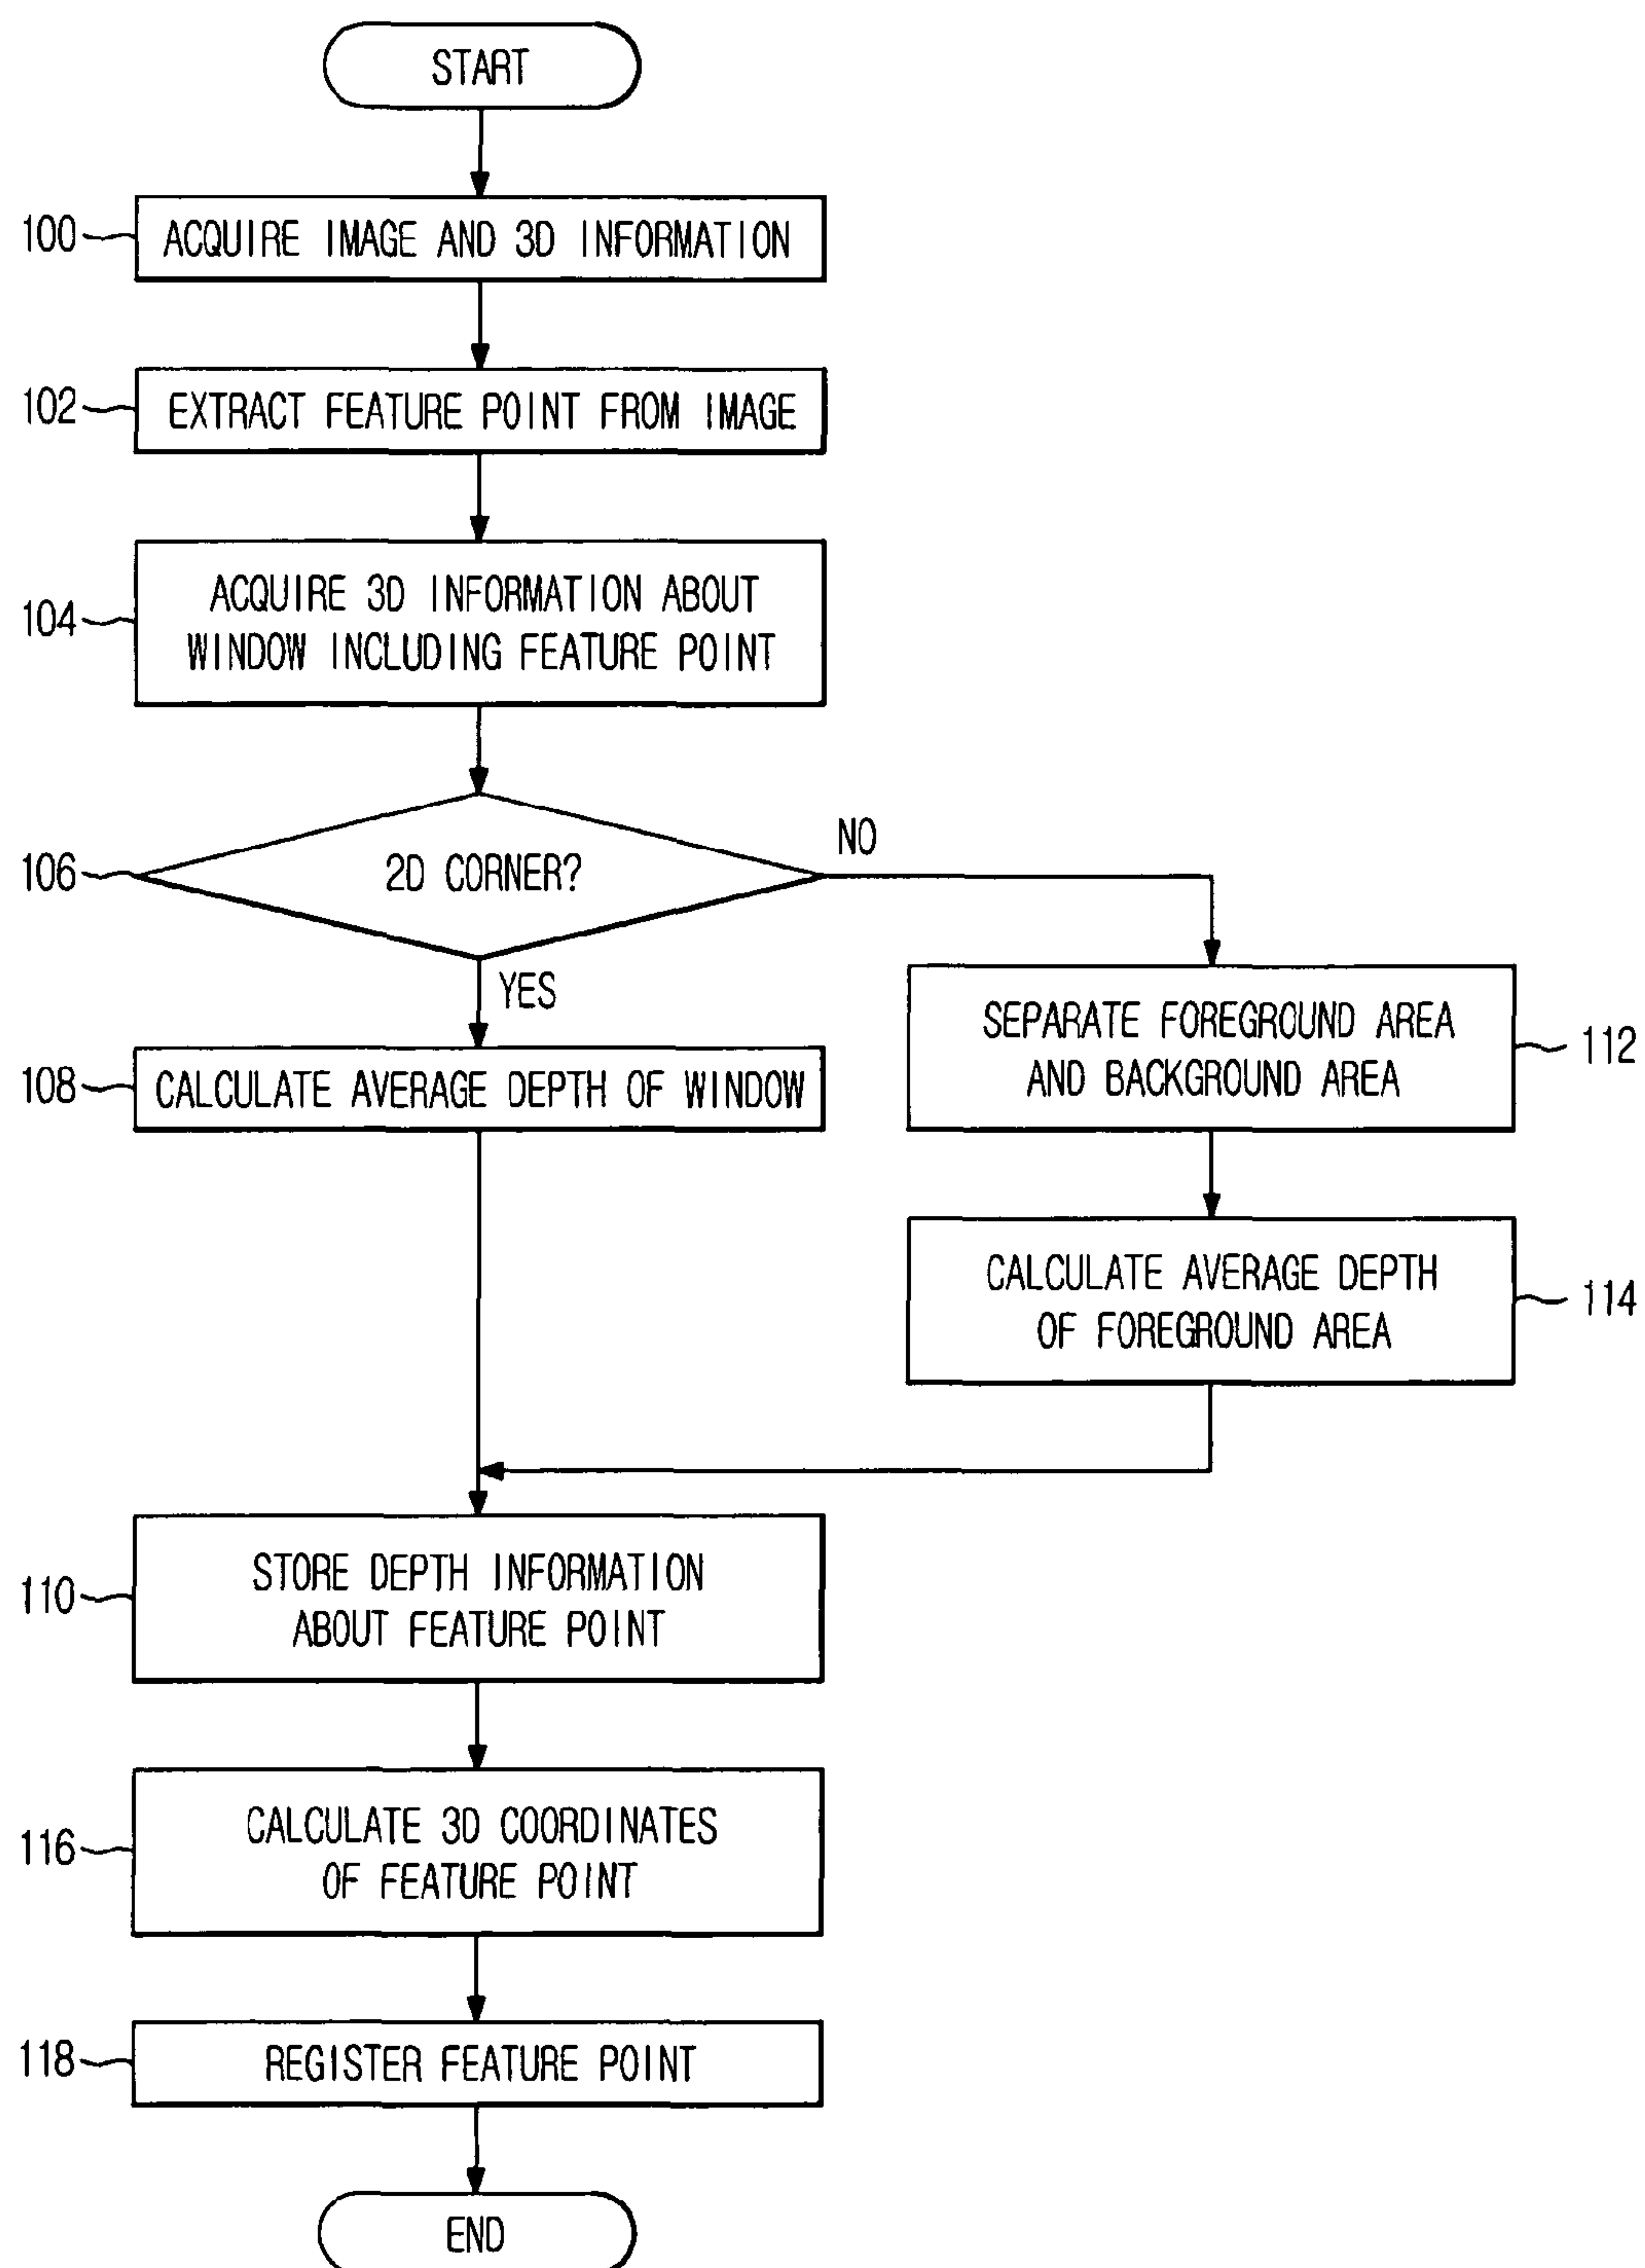 START
100
ACQUIRE IMAGE AND 3D INFORMATION
102
EXTRACT FEATURE POINT FROM IMAGE
104
ACQUIRE 3D INFORMATION ABOUT
WINDOW INCLUDING FEATURE POINT
106
2D CORNER?
NO
YES
108
CALCULATE AVERAGE DEPTH OF WINDOW
SEPARATE FOREGROUND AREA
AND BACKGROUND AREA
112
CALCULATE AVERAGE DEPTH
OF FOREGROUND AREA
114
110
STORE DEPTH INFORMATION
ABOUT FEATURE POINT
116
CALCULATE 3D COORDINATES
OF FEATURE POINT
118
REGISTER FEATURE POINT
END